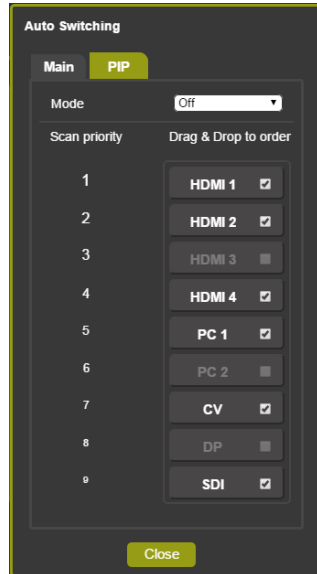 Auto Switching
Main PIP
Mode Off
Scan priority Drag & Drop to order
1 HDMI 1
2 HDMI 2
3 HDMI 3
4 HDMI 4
5 PC 1
6 PC 2
7 CV
8 DP
9 SDI
Close